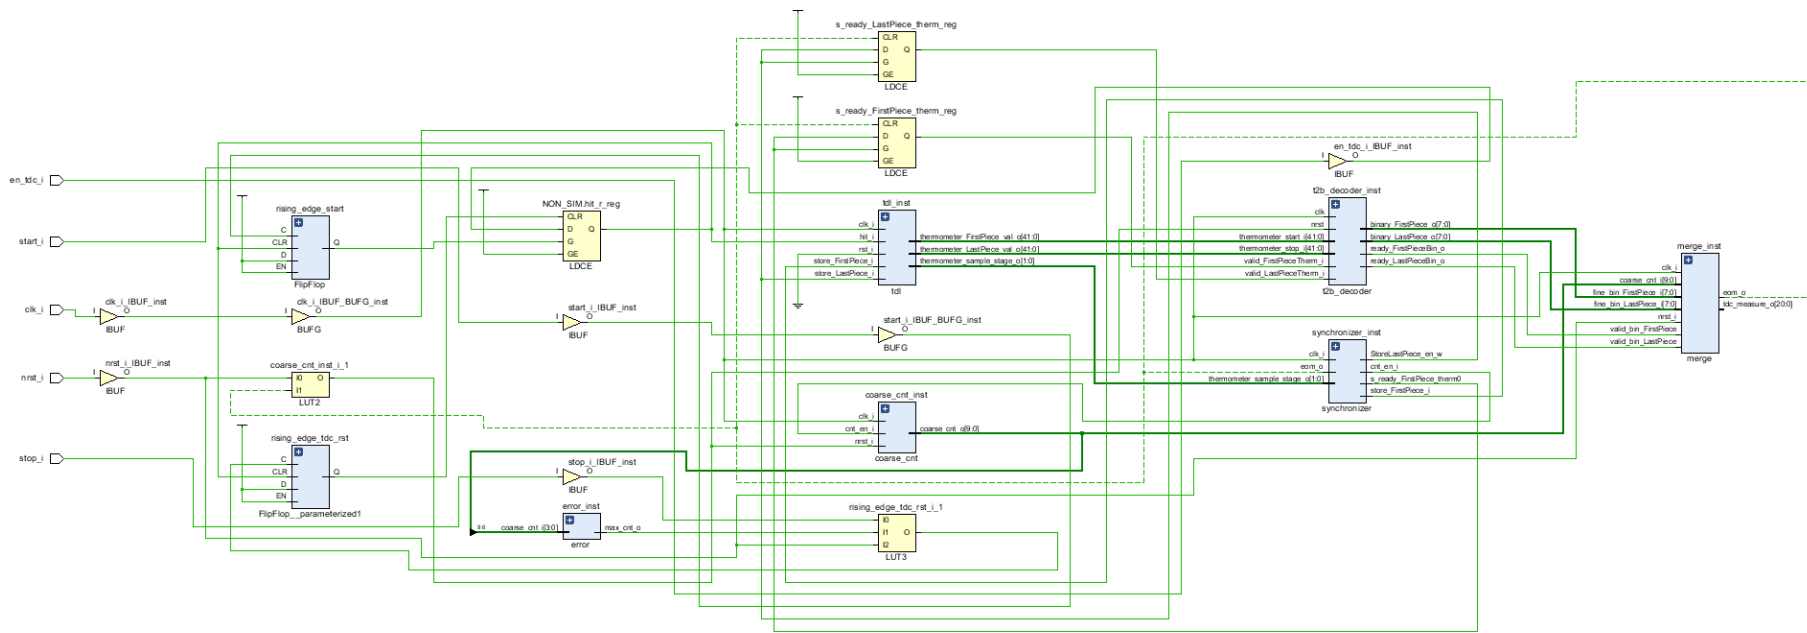 s_ready_LastPiece_therm_reg
CLR
D
Q
G
GE
LDCE
s_ready_FirstPiece_therm_reg
CLR
D
Q
G
GE
LDCE
en_tdc_i_IBUF_inst
I
O
IBUF
en_tdc_i
rising_edge_start
C
CLR
D
EN
Q
FlipFlop
NON_SIM.hit_r_reg
CLR
D
Q
G
GE
LDCE
tdl_inst
clk_i
hit_i
rst_i
store_FirstPiece_i
store_LastPiece_i
thermometer_FirstPiece_val_o[41:0]
thermometer_LastPiece_val_o[41:0]
thermometer_sample_stage_o[1:0]
tdl
t2b_decoder_inst
clk
nrst
thermometer_start_i[41:0]
thermometer_stop_i[41:0]
valid_FirstPieceTherm_i
valid_LastPieceTherm_i
binary_FirstPiece_o[7:0]
binary_LastPiece_o[7:0]
ready_FirstPieceBin_o
ready_LastPieceBin_o
t2b_decoder
merge_inst
clk_i
coarse_cnt_i[9:0]
fine_bin_FirstPiece_i[7:0]
fine_bin_LastPiece_i[7:0]
nrst_i
valid_bin_FirstPiece
valid_bin_LastPiece
eom_o
tdc_measure_o[20:0]
merge
start_i
clk_i
clk_i_IBUF_inst
I
O
IBUF
clk_i_IBUF_BUFG_inst
I
O
BUFG
start_i_IBUF_inst
I
O
IBUF
start_i_IBUF_BUFG_inst
I
O
BUFG
synchronizer_inst
clk_i
eom_o
thermometer_sample_stage_o[1:0]
StoreLastPiece_en_w
cnt_en_i
s_ready_FirstPiece_therm0
store_FirstPiece_i
synchronizer
nrst_i
nrst_i_IBUF_inst
I
O
IBUF
coarse_cnt_inst_i_1
I0
O
I1
LUT2
coarse_cnt_inst
clk_i
cnt_en_i
nrst_i
coarse_cnt_o[9:0]
coarse_cnt
stop_i
rising_edge_tdc_rst
C
CLR
D
EN
Q
FlipFlop__parameterized1
stop_i_IBUF_inst
I
O
IBUF
error_inst
9:6
coarse_cnt_i[3:0]
max_cnt_o
error
rising_edge_tdc_rst_i_1
I0
I1
O
I2
LUT3